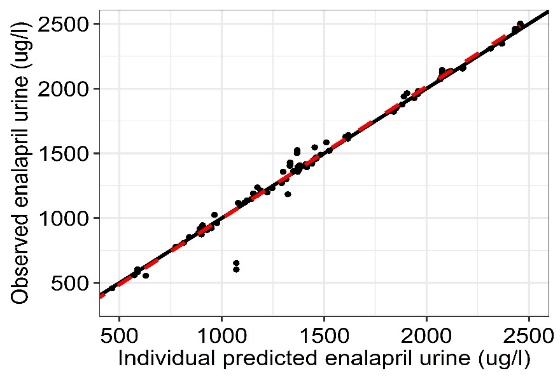 Observed enalapril urine (ug/l)
2500
2000
1500
1000
500
500 1000 1500 2000 2500
Individual predicted enalapril urine (ug/l)